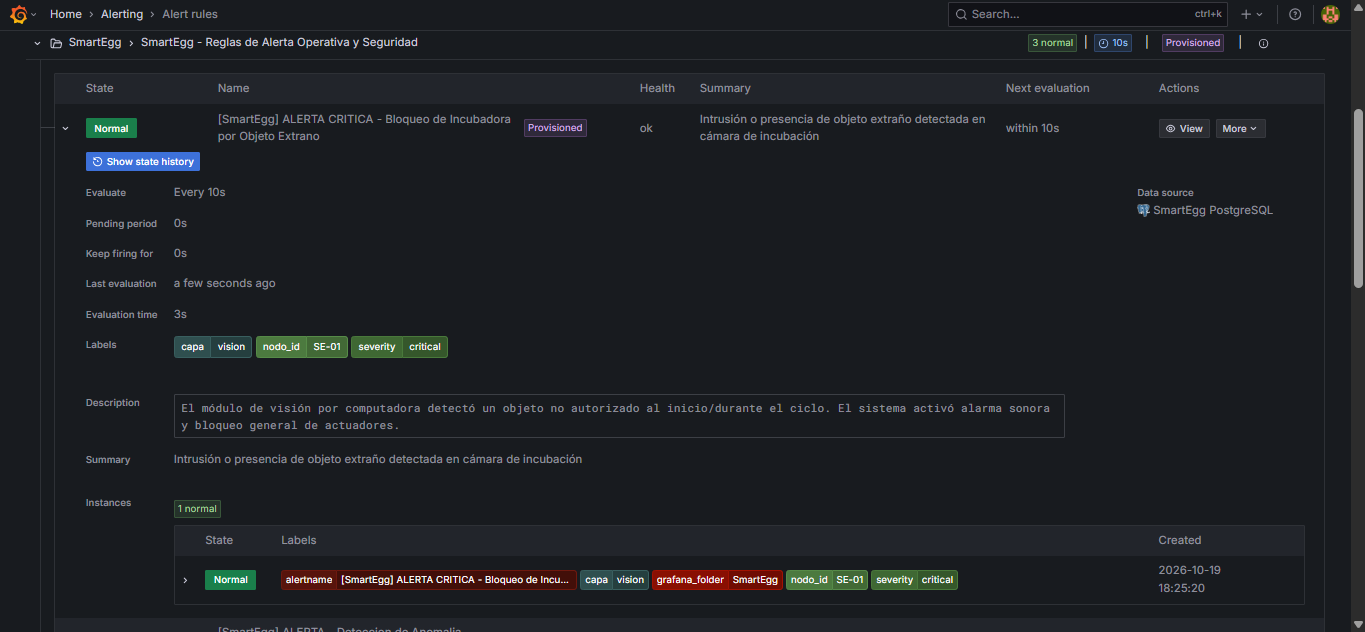 Home › Alerting › Alert rules
Search... ctrl+k
SmartEgg › SmartEgg - Reglas de Alerta Operativa y Seguridad
3 normal 10s Provisioned
State Name Health Summary Next evaluation Actions
Normal [SmartEgg] ALERTA CRITICA - Bloqueo de Incubadora por Objeto Extrano Provisioned ok Intrusión o presencia de objeto extraño detectada en cámara de incubación within 10s View More
Show state history
Evaluate Every 10s
Data source
SmartEgg PostgreSQL
Pending period 0s
Keep firing for 0s
Last evaluation a few seconds ago
Evaluation time 3s
Labels capa vision nodo_id SE-01 severity critical
Description El módulo de visión por computadora detectó un objeto no autorizado al inicio/durante el ciclo. El sistema activó alarma sonora
y bloqueo general de actuadores.
Summary Intrusión o presencia de objeto extraño detectada en cámara de incubación
Instances 1 normal
State Labels Created
Normal alertname [SmartEgg] ALERTA CRITICA - Bloqueo de Incu... capa vision grafana_folder SmartEgg nodo_id SE-01 severity critical 2026-10-19
18:25:20
[SmartEgg] ALERTA - Deteccion de Anomalia